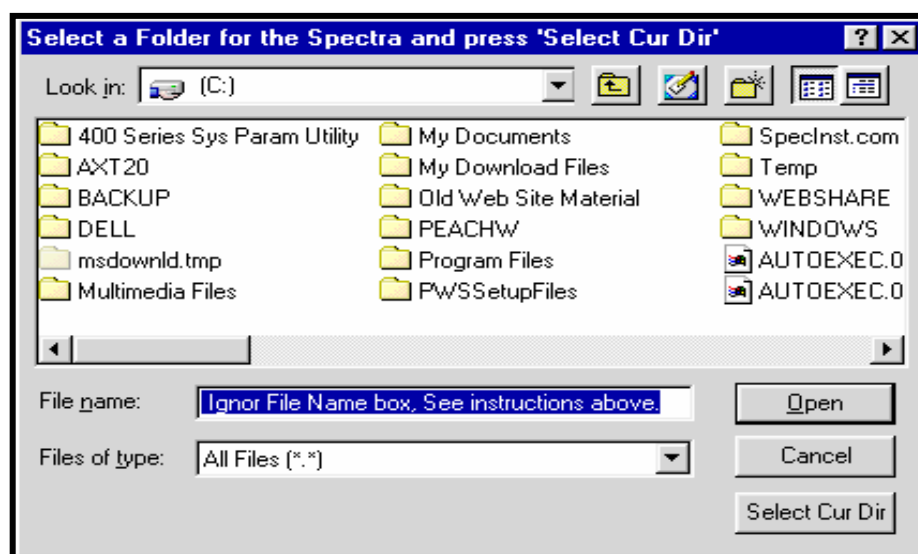 Select a Folder for the Spectra and press 'Select Cur Dir'
Look in: (C:)
400 Series Sys Param Utility
AXT20
BACKUP
DELL
msdownld.tmp
Multimedia Files
My Documents
My Download Files
Old Web Site Material
PEACHW
Program Files
PWSSetupFiles
SpecInst.com
Temp
WEBSHARE
WINDOWS
AUTOEXEC.0
AUTOEXEC.0
File name: Ignor File Name box, See instructions above.
Open
Files of type: All Files (*.*)
Cancel
Select Cur Dir